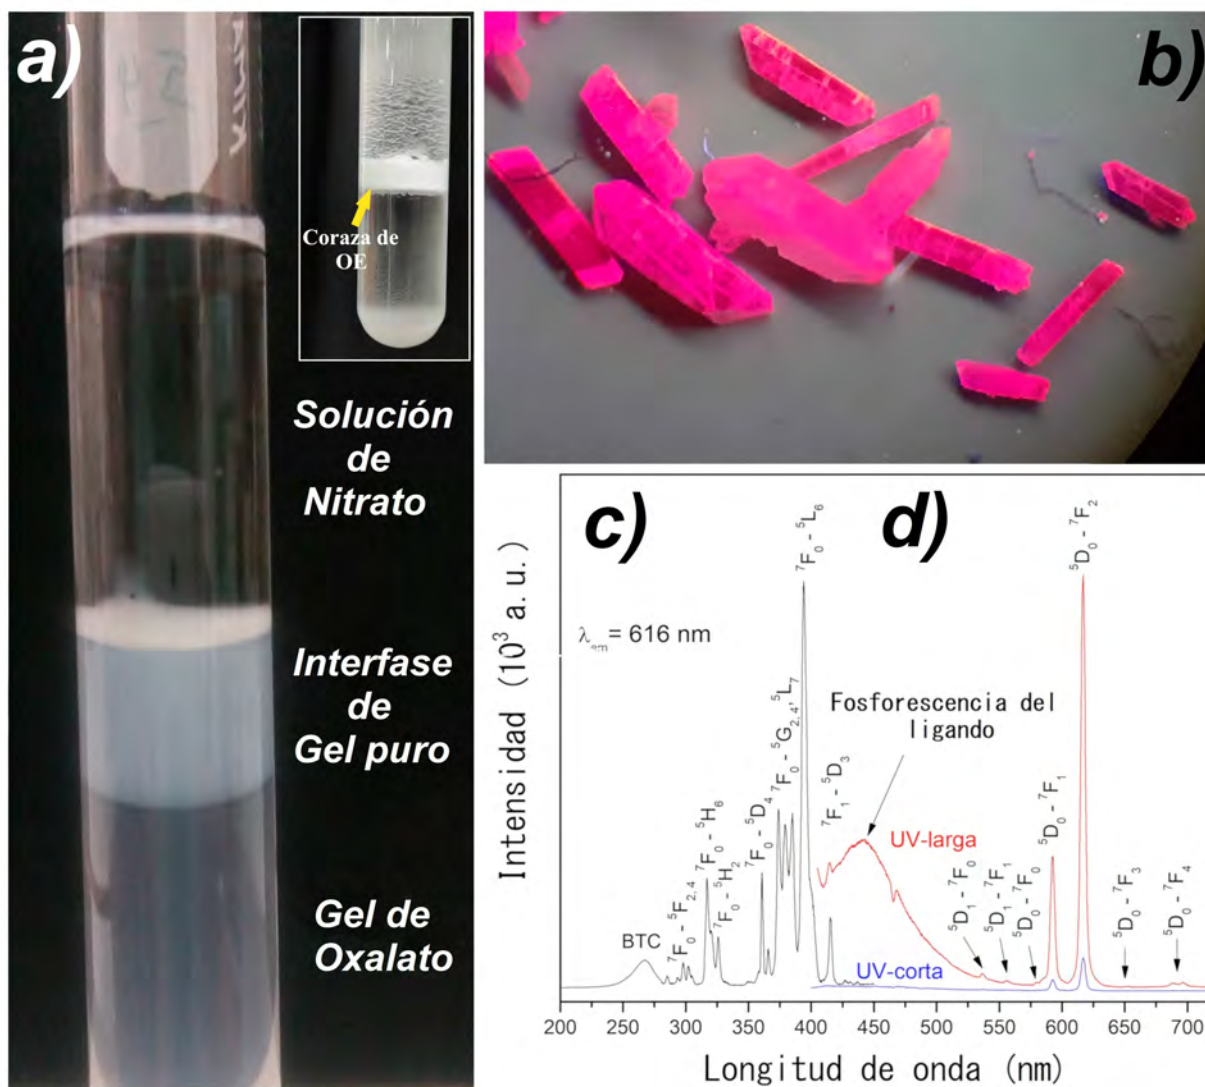 a)
Coraza de
OE
Solución
de
Nitrato
Interfase
de
Gel puro
Gel de
Oxalato
b)
c)
d)
λem= 616 nm
Intensidad (10³ a. u.)
BTC
⁷F₀ - ⁵F₂,₄
⁷F₀ - ⁵H₆
⁷F₀ - ⁵H₂
⁷F₀ - ⁵D₄
⁷F₀ - ⁵G₂,₄, ⁵L₇
⁷F₀ - ⁵L₆
⁷F₁ - ⁵D₃
Fosforescencia del
ligando
UV-larga
UV-corta
⁵D₁ - ⁷F₀
⁵D₁ - ⁷F₁
⁵D₀ - ⁷F₀
⁵D₀ - ⁷F₁
⁵D₀ - ⁷F₂
⁵D₀ - ⁷F₃
⁵D₀ - ⁷F₄
200 250 300 350 400 450 500 550 600 650 700
Longitud de onda (nm)